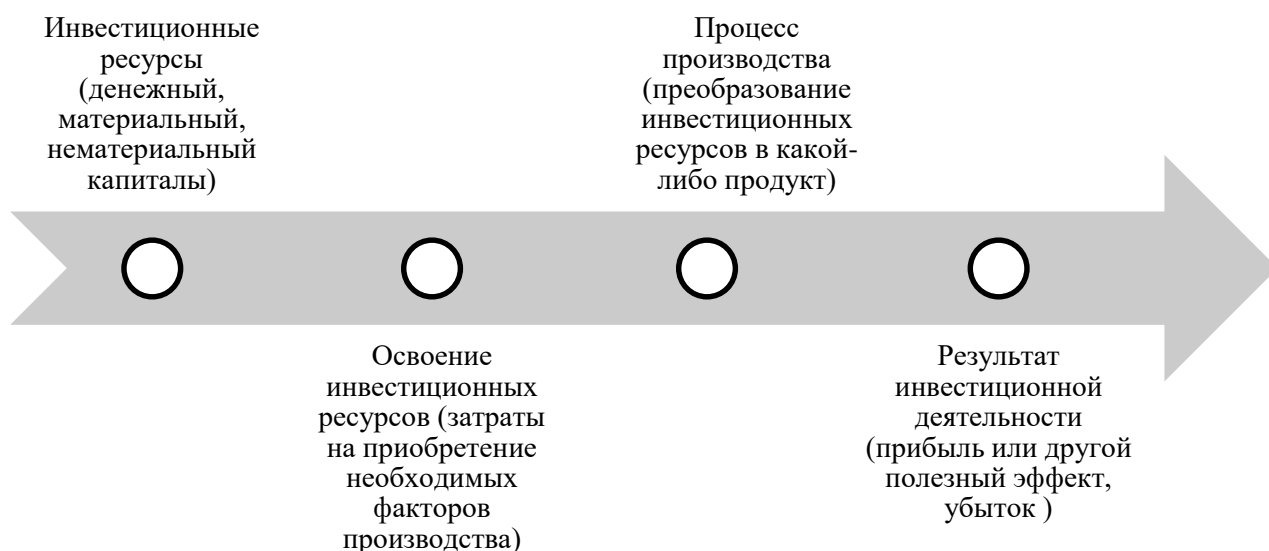 Инвестиционные
ресурсы
(денежный,
материальный,
нематериальный
капиталы)
Освоение
инвестиционных
ресурсов (затраты
на приобретение
необходимых
факторов
производства)
Процесс
производства
(преобразование
инвестиционных
ресурсов в какой-
либо продукт)
Результат
инвестиционной
деятельности
(прибыль или другой
полезный эффект,
убыток )